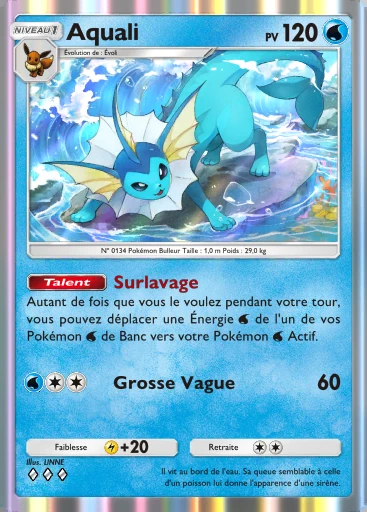 NIVEAU 1
Aquali
PV 120
Évolution de : Évoli
N° 0134 Pokémon Bulleur Taille : 1,0 m Poids : 29,0 kg
Talent Surlavage
Autant de fois que vous le voulez pendant votre tour,
vous pouvez déplacer une Énergie de l'un de vos
Pokémon de Banc vers votre Pokémon Actif.
Grosse Vague 60
Faiblesse +20 Retraite
Illus. LINNE
Il vit au bord de l'eau. Sa queue semblable à celle
d'un poisson lui donne l'apparence d'une sirène.